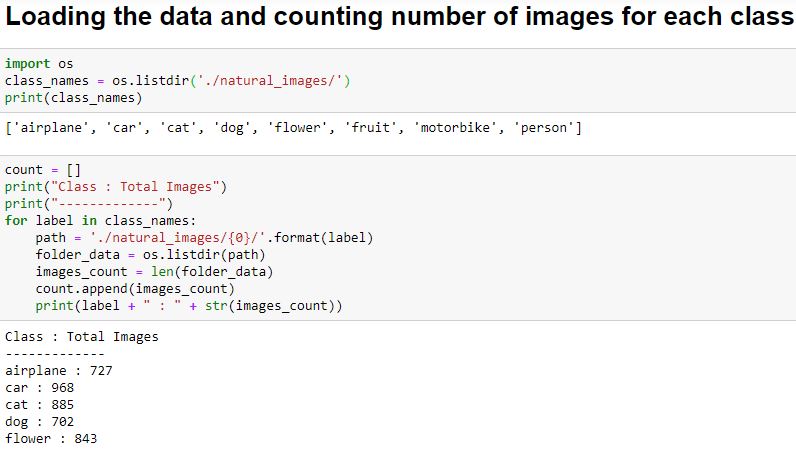 Loading the data and counting number of images for each class
import os
class_names = os.listdir('./natural_images/')
print(class_names)
['airplane', 'car', 'cat', 'dog', 'flower', 'fruit', 'motorbike', 'person']
count = []
print("Class : Total Images")
print("-------------")
for label in class_names:
    path = './natural_images/{0}/'.format(label)
    folder_data = os.listdir(path)
    images_count = len(folder_data)
    count.append(images_count)
    print(label + " : " + str(images_count))
Class : Total Images
-------------
airplane : 727
car : 968
cat : 885
dog : 702
flower : 843